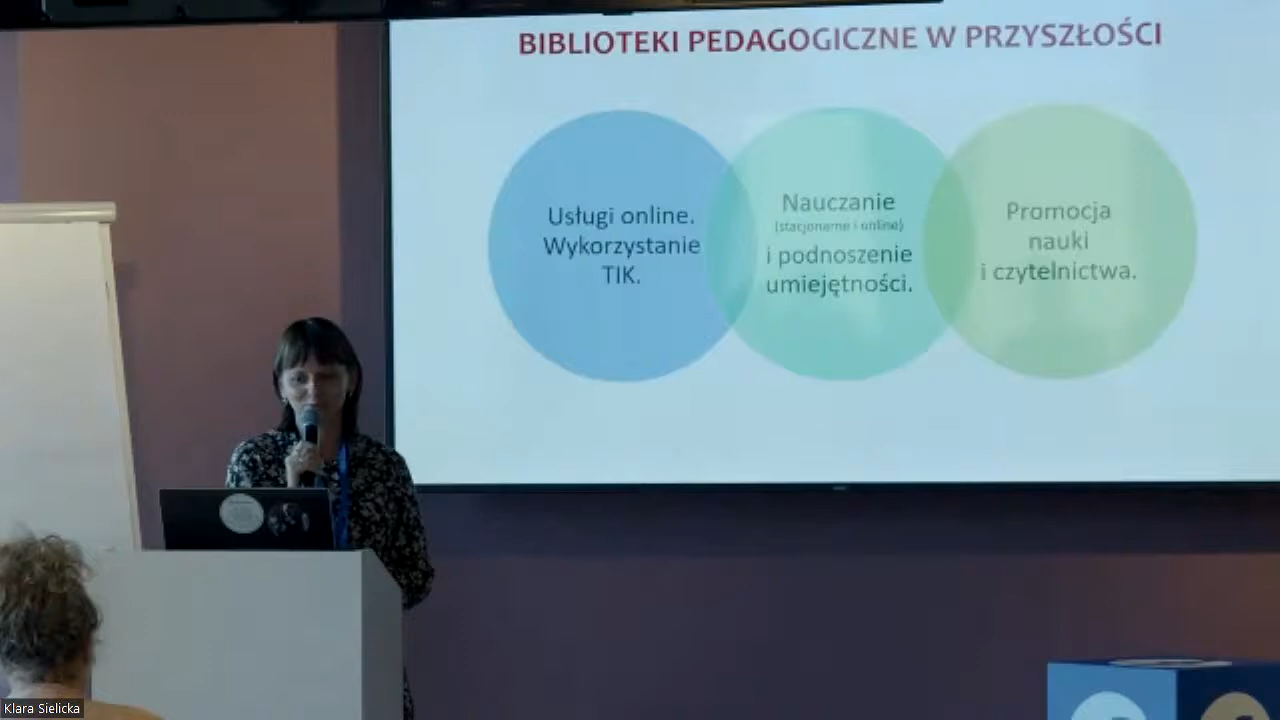 BIBLIOTEKI PEDAGOGICZNE W PRZYSZŁOŚCI
Usługi online.
Wykorzystanie
TIK.
Nauczanie
(stacjonarne i online)
i podnoszenie
umiejętności.
Promocja
nauki
i czytelnictwa.
Klara Sielicka